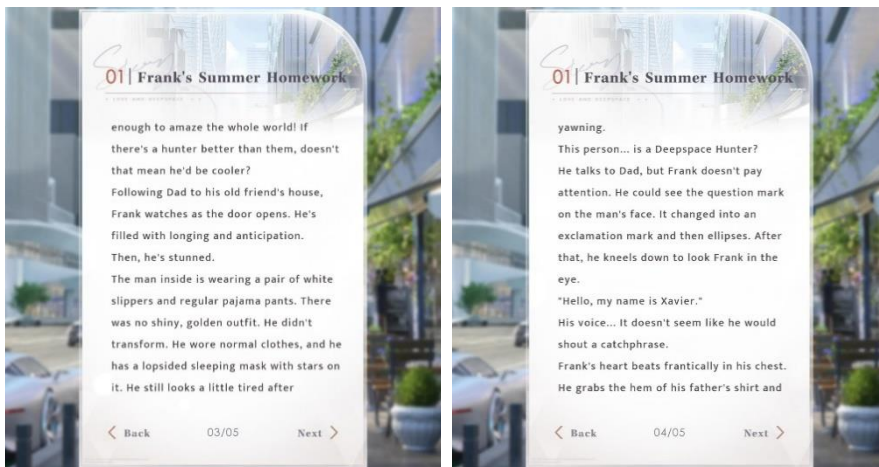 01 | Frank's Summer Homework
enough to amaze the whole world! If
there's a hunter better than them, doesn't
that mean he'd be cooler?
Following Dad to his old friend's house,
Frank watches as the door opens. He's
filled with longing and anticipation.
Then, he's stunned.
The man inside is wearing a pair of white
slippers and regular pajama pants. There
was no shiny, golden outfit. He didn't
transform. He wore normal clothes, and he
has a lopsided sleeping mask with stars on
it. He still looks a little tired after
Back 03/05 Next
01 | Frank's Summer Homework
yawning.
This person... is a Deepspace Hunter?
He talks to Dad, but Frank doesn't pay
attention. He could see the question mark
on the man's face. It changed into an
exclamation mark and then ellipses. After
that, he kneels down to look Frank in the
eye.
"Hello, my name is Xavier."
His voice... It doesn't seem like he would
shout a catchphrase.
Frank's heart beats frantically in his chest.
He grabs the hem of his father's shirt and
Back 04/05 Next